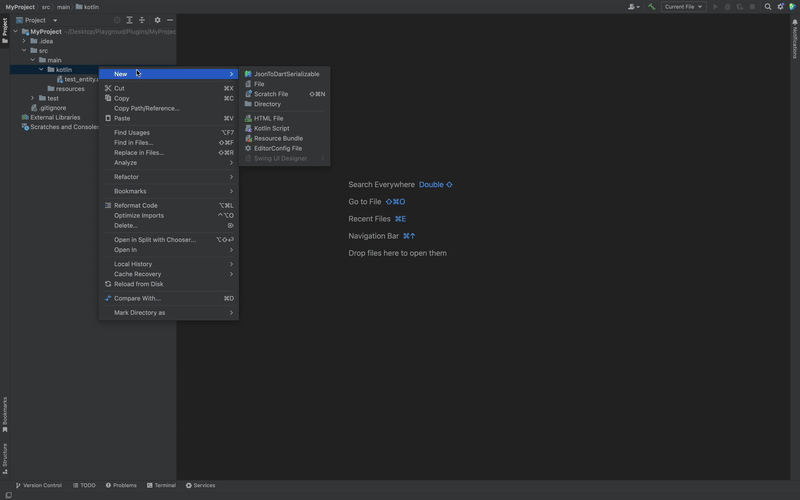 MyProject
src
main
kotlin
Current File
Project
MyProject ~/Desktop/Playgroud/Plugins/MyProjec
.idea
src
main
kotlin
test_entity.
resources
test
.gitignore
External Libraries
Scratches and Consoles
New
Cut ⌘X
Copy ⌘C
Copy Path/Reference...
Paste ⌘V
Find Usages ⌥F7
Find in Files... ⇧⌘F
Replace in Files... ⇧⌘R
Analyze
Refactor
Bookmarks
Reformat Code ⌥⌘L
Optimize Imports ^⌥O
Delete... ⌦
Open in Split with Chooser... ⌥⇧⏎
Open In
Local History
Cache Recovery
Reload from Disk
Compare With... ⌘D
Mark Directory as
JsonToDartSerializable
File
Scratch File ⇧⌘N
Directory
HTML File
Kotlin Script
Resource Bundle
EditorConfig File
Swing UI Designer
Search Everywhere Double ⇧
Go to File ⇧⌘O
Recent Files ⌘E
Navigation Bar ⌘↑
Drop files here to open them
Project
Bookmarks
Structure
Notifications
Version Control
TODO
Problems
Terminal
Services